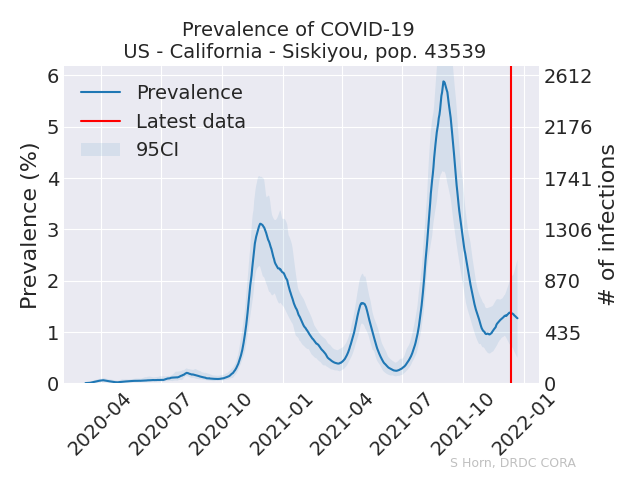 Prevalence of COVID-19
US - California - Siskiyou, pop. 43539
Prevalence
Latest data
95CI
Prevalence (%)
6
5
4
3
2
1
0
2612
2176
1741
1306
870
435
0
# of infections
2020-04
2020-07
2020-10
2021-01
2021-04
2021-07
2021-10
2022-01
S Horn, DRDC CORA